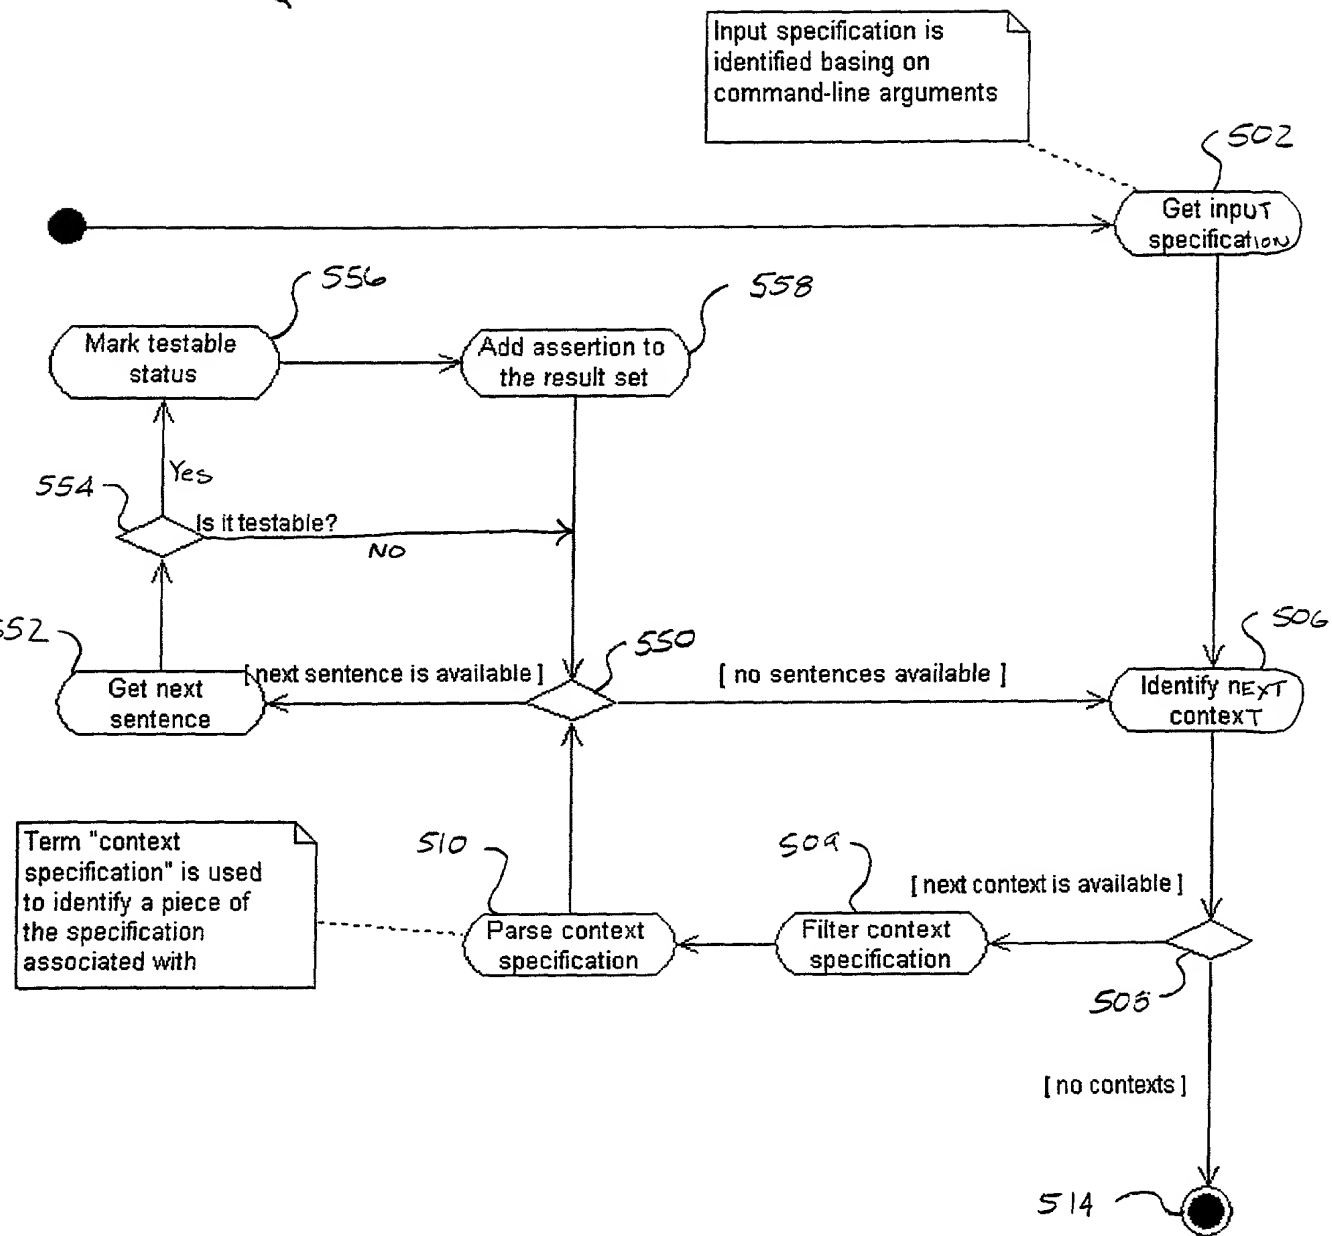 Input specification is
identified basing on
command-line arguments
502
Get input
specification
556
558
Mark testable
status
Add assertion to
the result set
Yes
554
Is it testable?
NO
552
550
506
[ next sentence is available ]
[ no sentences available ]
Get next
sentence
Identify nEXT
context
Term "context
specification" is used
to identify a piece of
the specification
associated with
510
509
[ next context is available ]
Parse context
specification
Filter context
specification
508
[ no contexts ]
514